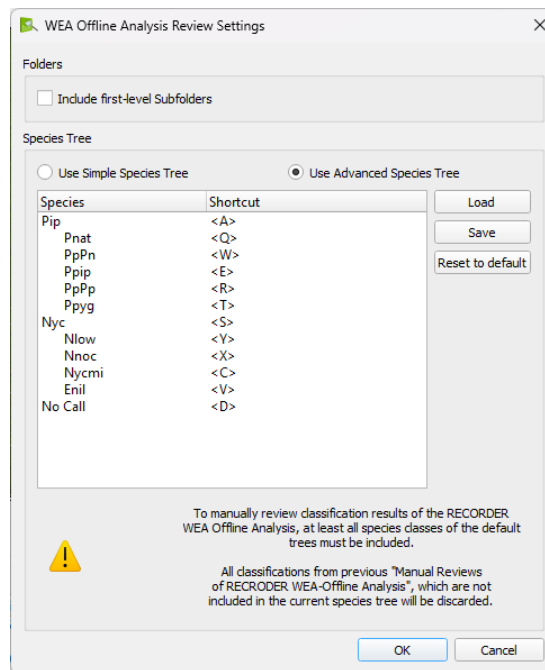 WEA Offline Analysis Review Settings
Folders
Include first-level Subfolders
Species Tree
Use Simple Species Tree
Use Advanced Species Tree
Species Shortcut
Pip <A>
Pnat <Q>
PpPn <W>
Ppip <E>
PpPp <R>
Ppyg <T>
Nyc <S>
Nlow <Y>
Nnoc <X>
Nycmi <C>
Enil <V>
No Call <D>
Load
Save
Reset to default
To manually review classification results of the RECORDER
WEA Offline Analysis, at least all species classes of the default
trees must be included.
All classifications from previous "Manual Reviews
of RECRODER WEA-Offline Analysis", which are not
included in the current species tree will be discarded.
OK
Cancel